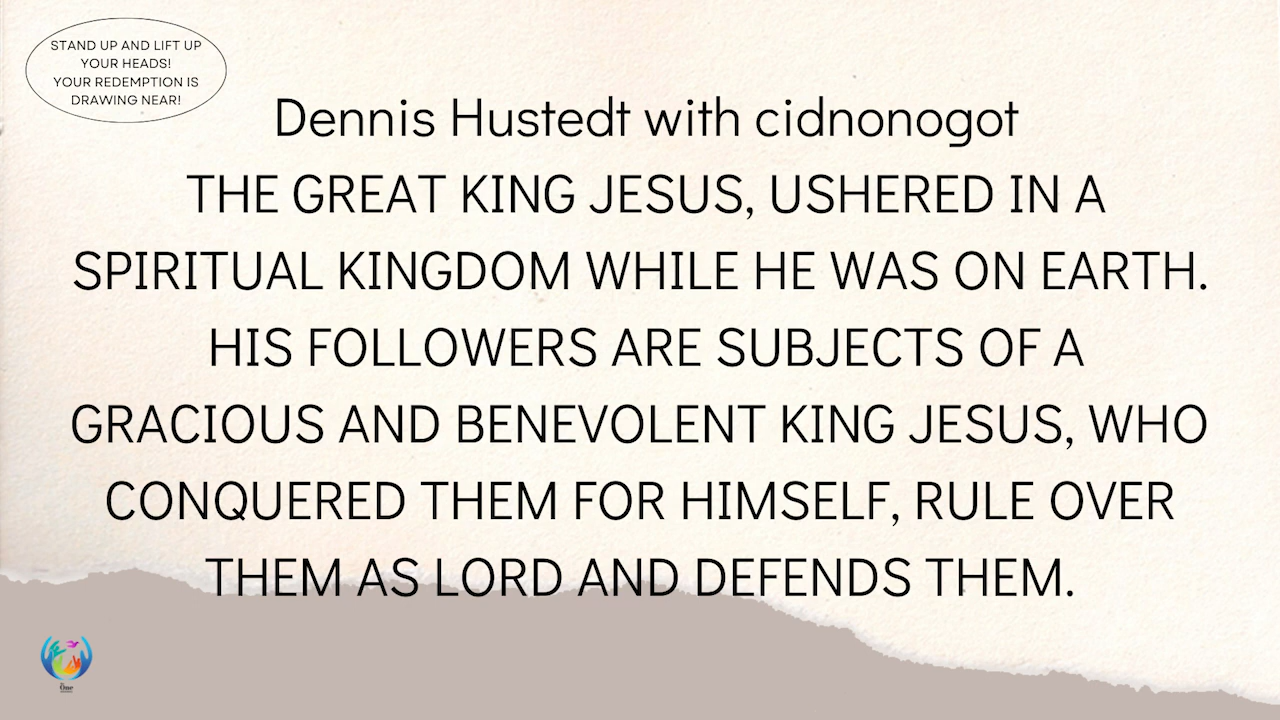 STAND UP AND LIFT UP
YOUR HEADS!
YOUR REDEMPTION IS
DRAWING NEAR!
Dennis Hustedt with cidnonogot
THE GREAT KING JESUS, USHERED IN A
SPIRITUAL KINGDOM WHILE HE WAS ON EARTH.
HIS FOLLOWERS ARE SUBJECTS OF A
GRACIOUS AND BENEVOLENT KING JESUS, WHO
CONQUERED THEM FOR HIMSELF, RULE OVER
THEM AS LORD AND DEFENDS THEM.
One